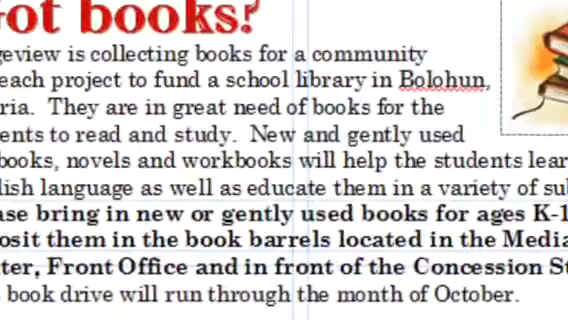 ot books?
geview is collecting books for a community
each project to fund a school library in Bolohun,
ria. They are in great need of books for the
ents to read and study. New and gently used
books, novels and workbooks will help the students lear
lish language as well as educate them in a variety of su
ase bring in new or gently used books for ages K-1
osit them in the book barrels located in the Media
ter, Front Office and in front of the Concession St
book drive will run through the month of October.